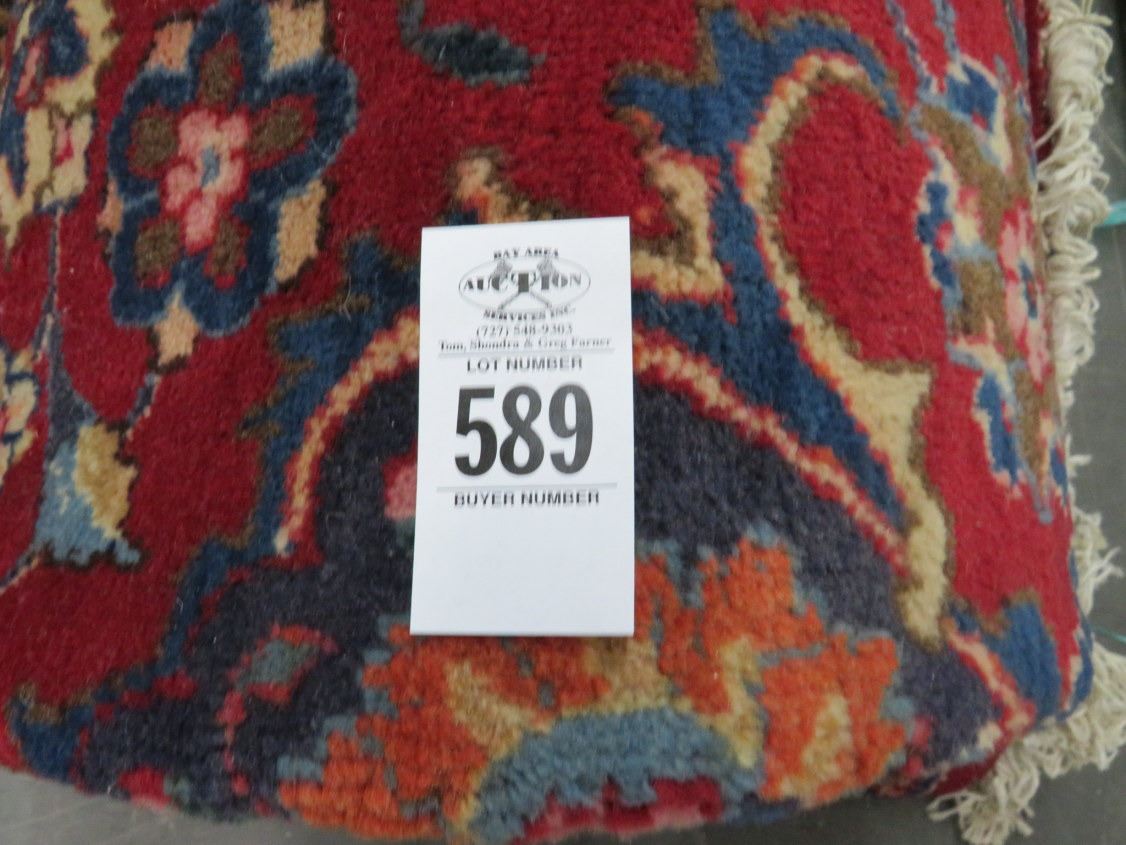 BAY AREA
AUCTION
SERVICES INC.
(727) 548-9303
Tom, Shondra & Greg Farner
LOT NUMBER
589
BUYER NUMBER